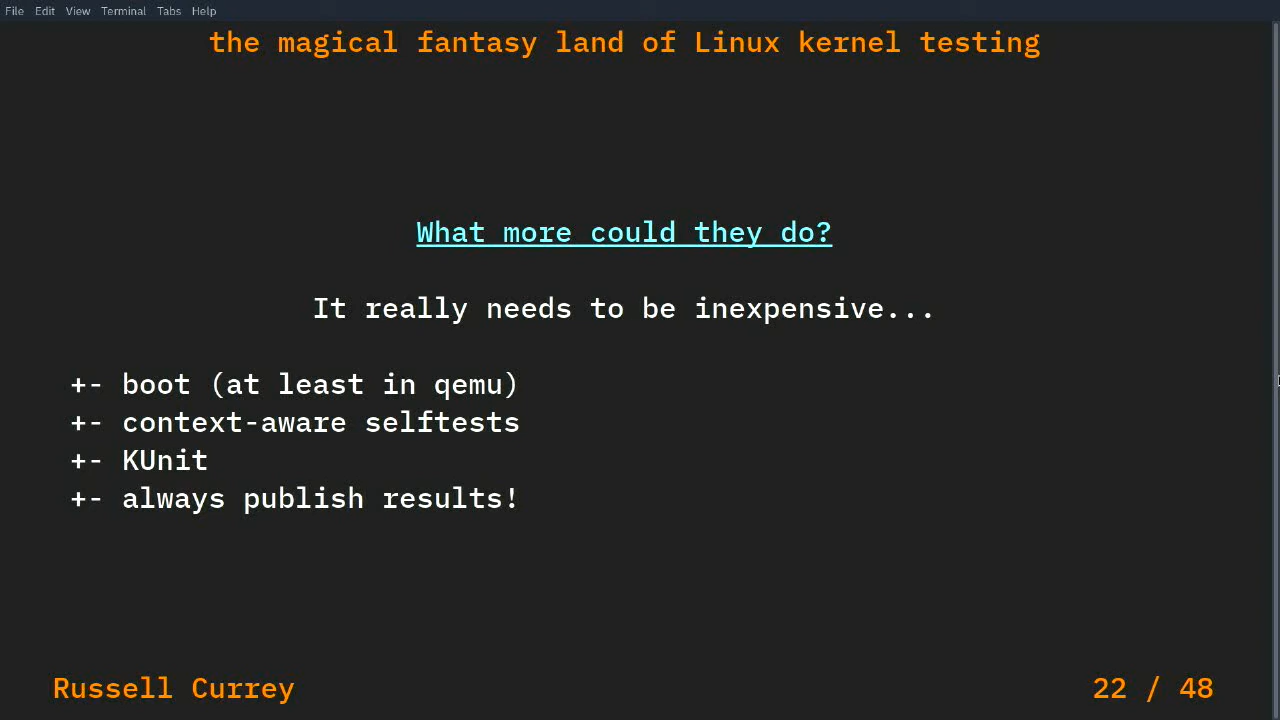 File Edit View Terminal Tabs Help
the magical fantasy land of Linux kernel testing
What more could they do?
It really needs to be inexpensive...
+- boot (at least in qemu)
+- context-aware selftests
+- KUnit
+- always publish results!
Russell Currey
22 / 48